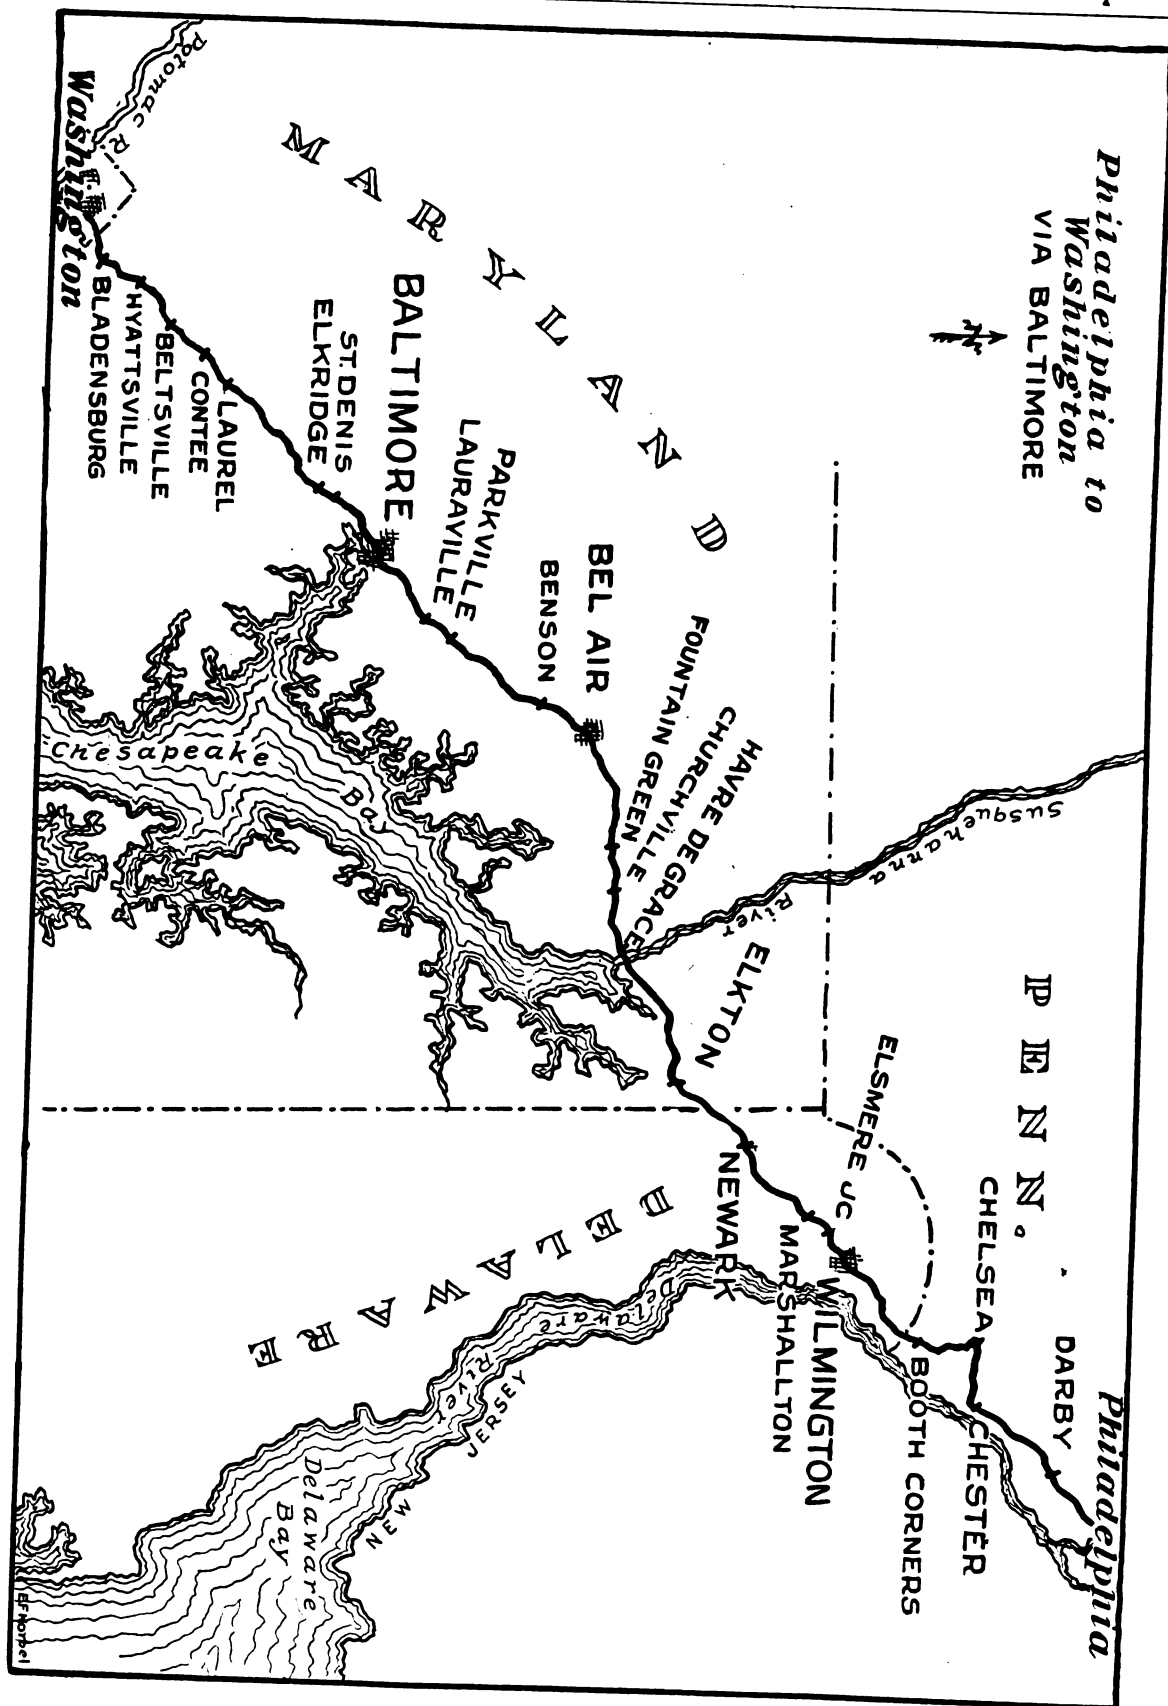 Philadelphia to
Washington
VIA BALTIMORE
N
PENN.
MARYLAND
DELAWARE
NEW JERSEY
Philadelphia
DARBY
CHESTER
CHELSEA
BOOTH CORNERS
WILMINGTON
ELSMERE JC
MARSHALLTON
NEWARK
ELKTON
HAVRE DEGRACE
CHURCHVILLE
FOUNTAIN GREEN
BEL AIR
BENSON
PARKVILLE
LAURAVILLE
BALTIMORE
ST. DENIS
ELKRIDGE
LAUREL
CONTEE
BELTSVILLE
HYATTSVILLE
BLADENSBURG
Washington
Potomac R.
Susquehanna River
Chesapeake Bay
Delaware River
Delaware
Bay